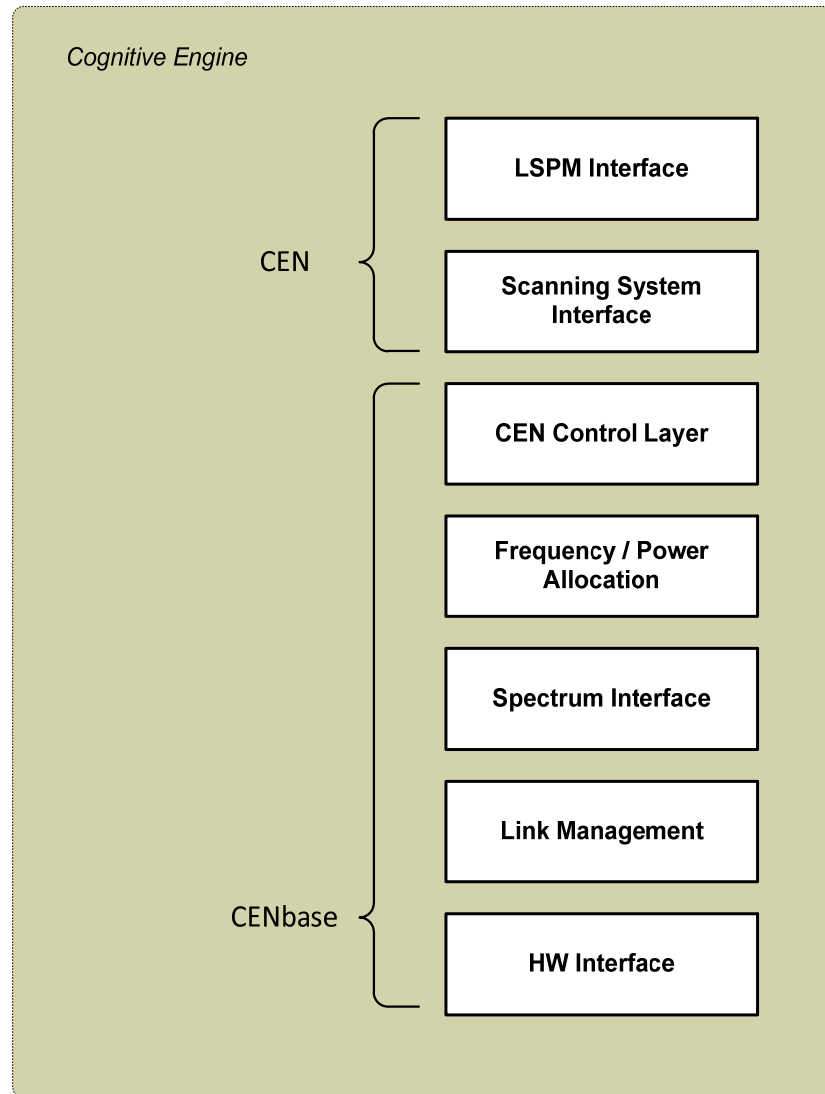 Cognitive Engine
LSPM Interface
CEN
Scanning System
Interface
CEN Control Layer
Frequency / Power
Allocation
Spectrum Interface
Link Management
CENbase
HW Interface